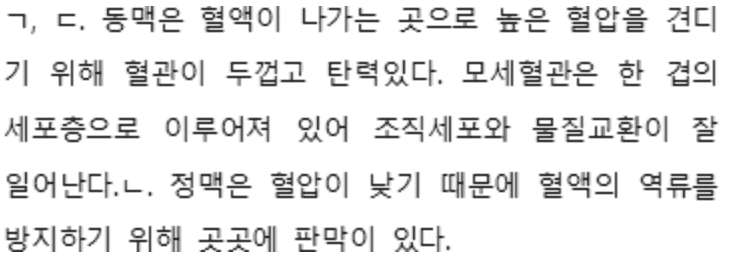 ㄱ, ㄷ. 동맥은 혈액이 나가는 곳으로 높은 혈압을 견디
기 위해 혈관이 두껍고 탄력있다. 모세혈관은 한 겹의
세포층으로 이루어져 있어 조직세포와 물질교환이 잘
일어난다.ㄴ. 정맥은 혈압이 낮기 때문에 혈액의 역류를
방지하기 위해 곳곳에 판막이 있다.